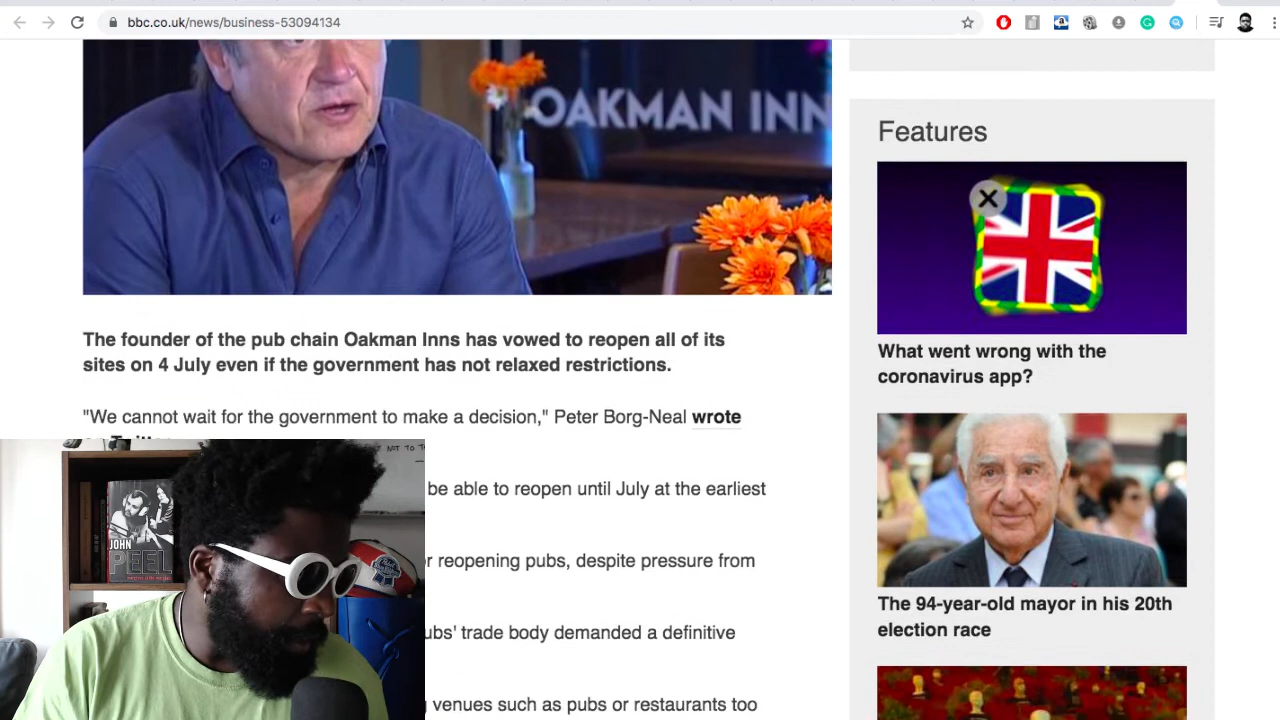 bbc.co.uk/news/business-53094134
OAKMAN INN
Features
The founder of the pub chain Oakman Inns has vowed to reopen all of its
sites on 4 July even if the government has not relaxed restrictions.
"We cannot wait for the government to make a decision," Peter Borg-Neal wrote
be able to reopen until July at the earliest
reopening pubs, despite pressure from
trade body demanded a definitive
venues such as pubs or restaurants too
What went wrong with the
coronavirus app?
The 94-year-old mayor in his 20th
election race
NOT TO
JOHN
PEEL